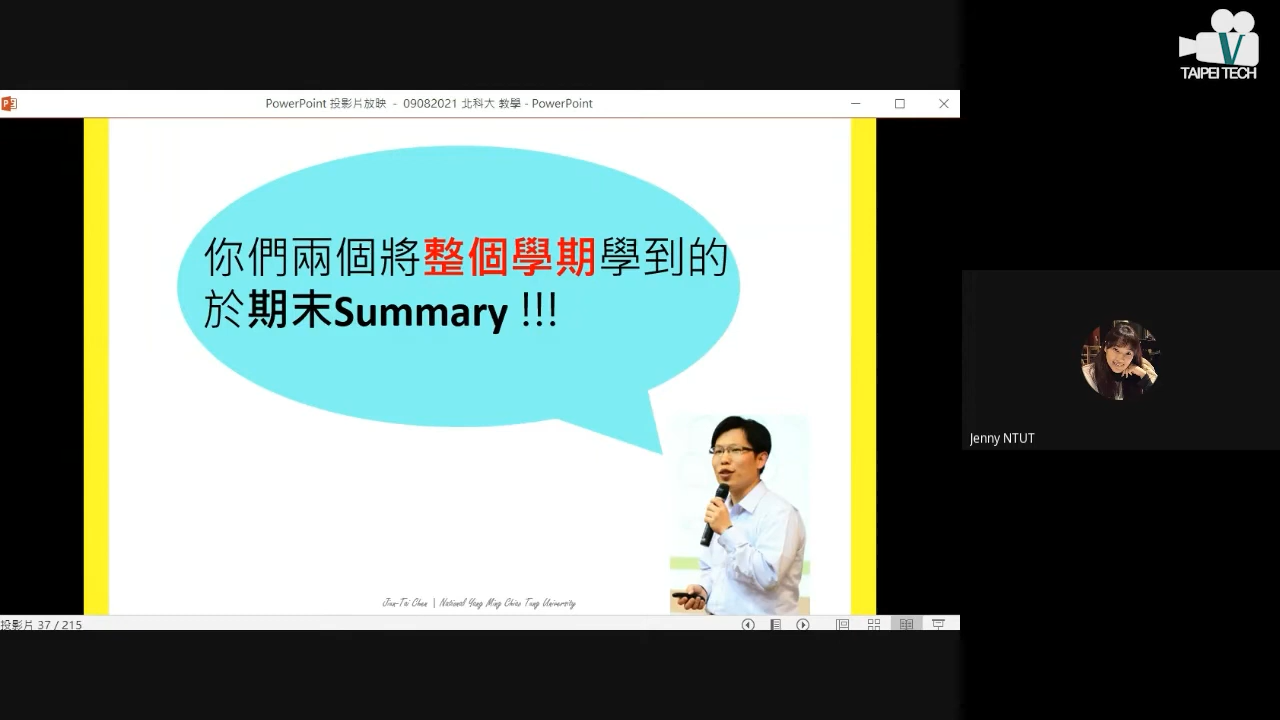 V
TAIPEI TECH
PowerPoint 投影片放映 - 09082021 北科大 教學 - PowerPoint
你們兩個將整個學期學到的
於期末Summary !!!
Jenny NTUT
Jien-Tai Chen | National Yang Ming Chiao Tung University
投影片 37 / 215